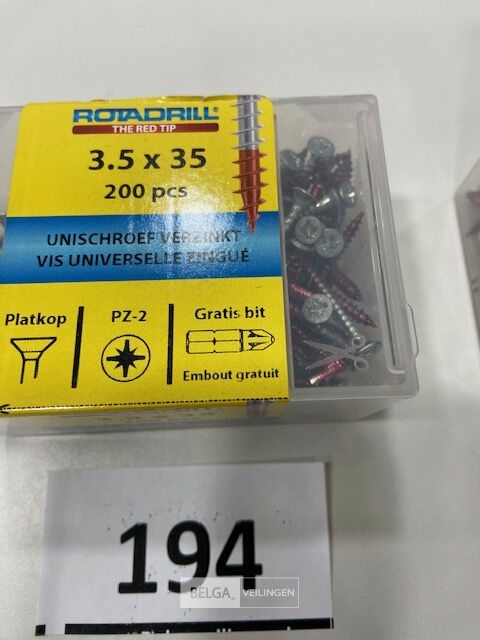 ROTADRILL®
THE RED TIP
3.5 x 35
200 pcs
UNISCHROEF VERZINKT
VIS UNIVERSELLE ZINGUÉ
Platkop
PZ-2
Gratis bit
Embout gratuit
194
BELGA® VEILINGEN